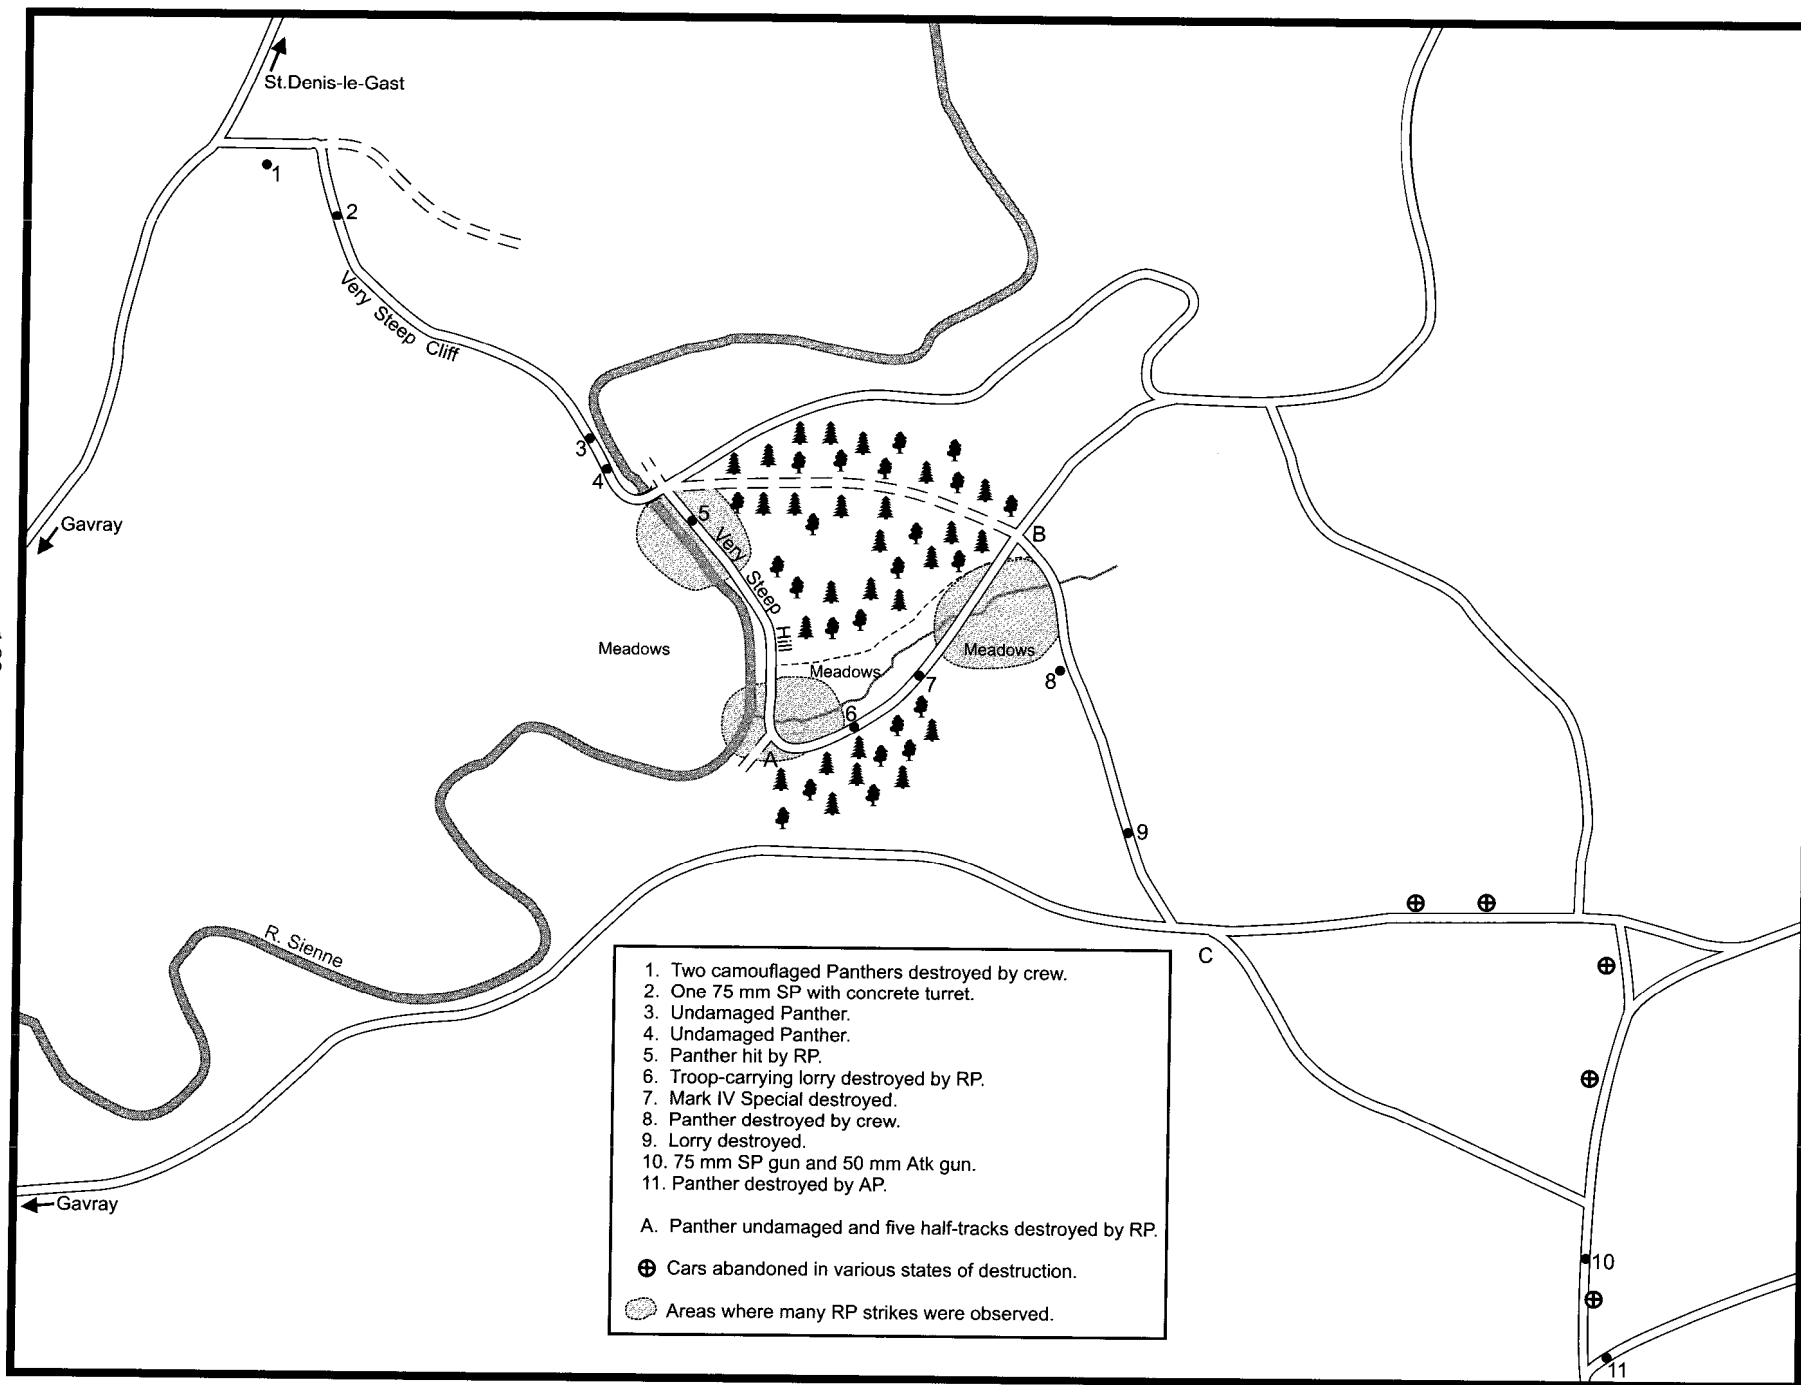 St.Denis-le-Gast
1
2
Very Steep Cliff
3
4
Gavray
5
Very Steep Hill
B
Meadows
Meadows
Meadows
7
8
6
A
9
R. Sienne
C
1. Two camouflaged Panthers destroyed by crew.
2. One 75 mm SP with concrete turret.
3. Undamaged Panther.
4. Undamaged Panther.
5. Panther hit by RP.
6. Troop-carrying lorry destroyed by RP.
7. Mark IV Special destroyed.
8. Panther destroyed by crew.
9. Lorry destroyed.
10. 75 mm SP gun and 50 mm Atk gun.
11. Panther destroyed by AP.
A. Panther undamaged and five half-tracks destroyed by RP.
Cars abandoned in various states of destruction.
Areas where many RP strikes were observed.
Gavray
10
11